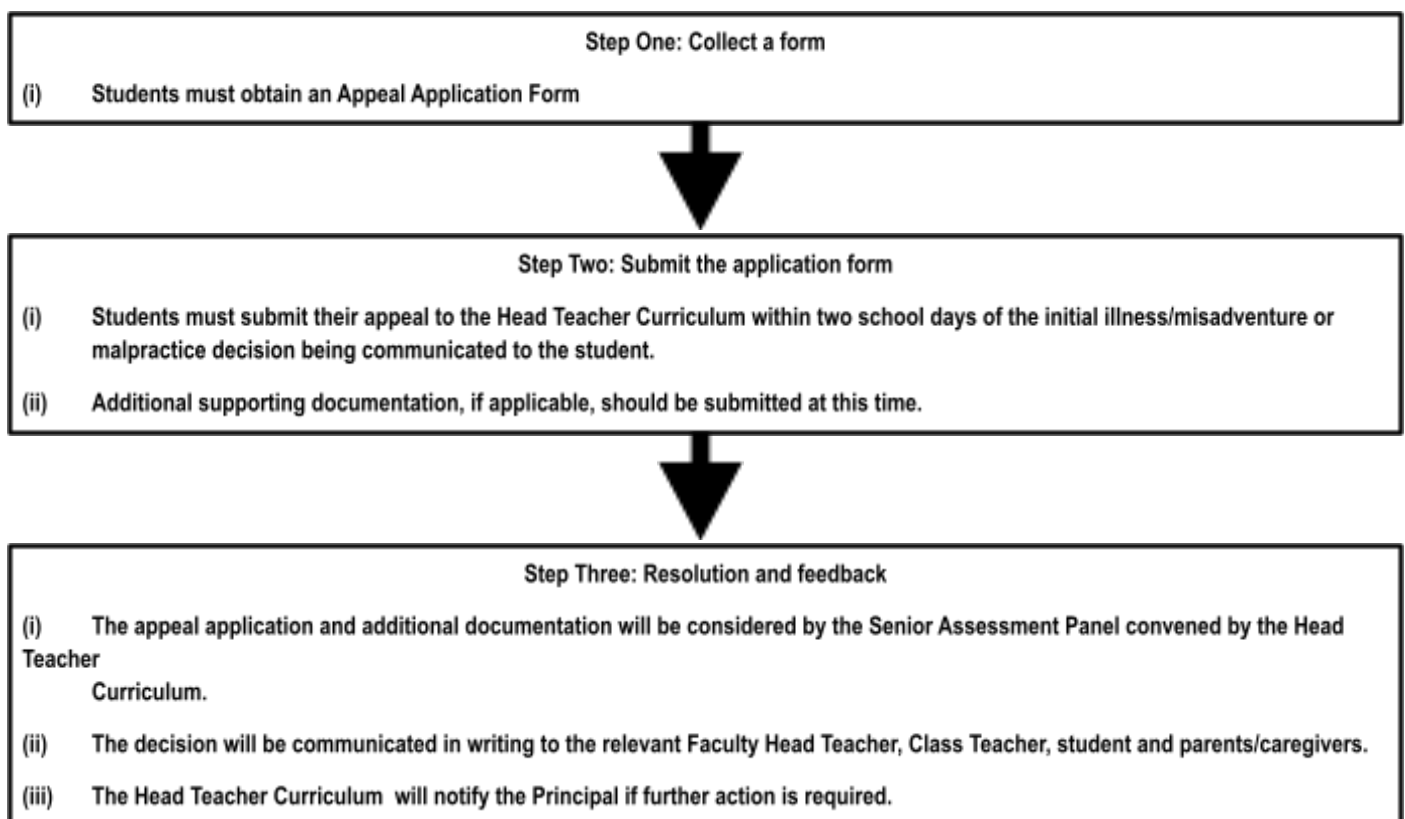 Step One: Collect a form
(i) Students must obtain an Appeal Application Form
Step Two: Submit the application form
(i) Students must submit their appeal to the Head Teacher Curriculum within two school days of the initial illness/misadventure or
malpractice decision being communicated to the student.
(ii) Additional supporting documentation, if applicable, should be submitted at this time.
Step Three: Resolution and feedback
(i) The appeal application and additional documentation will be considered by the Senior Assessment Panel convened by the Head
Teacher
Curriculum.
(ii) The decision will be communicated in writing to the relevant Faculty Head Teacher, Class Teacher, student and parents/caregivers.
(iii) The Head Teacher Curriculum will notify the Principal if further action is required.